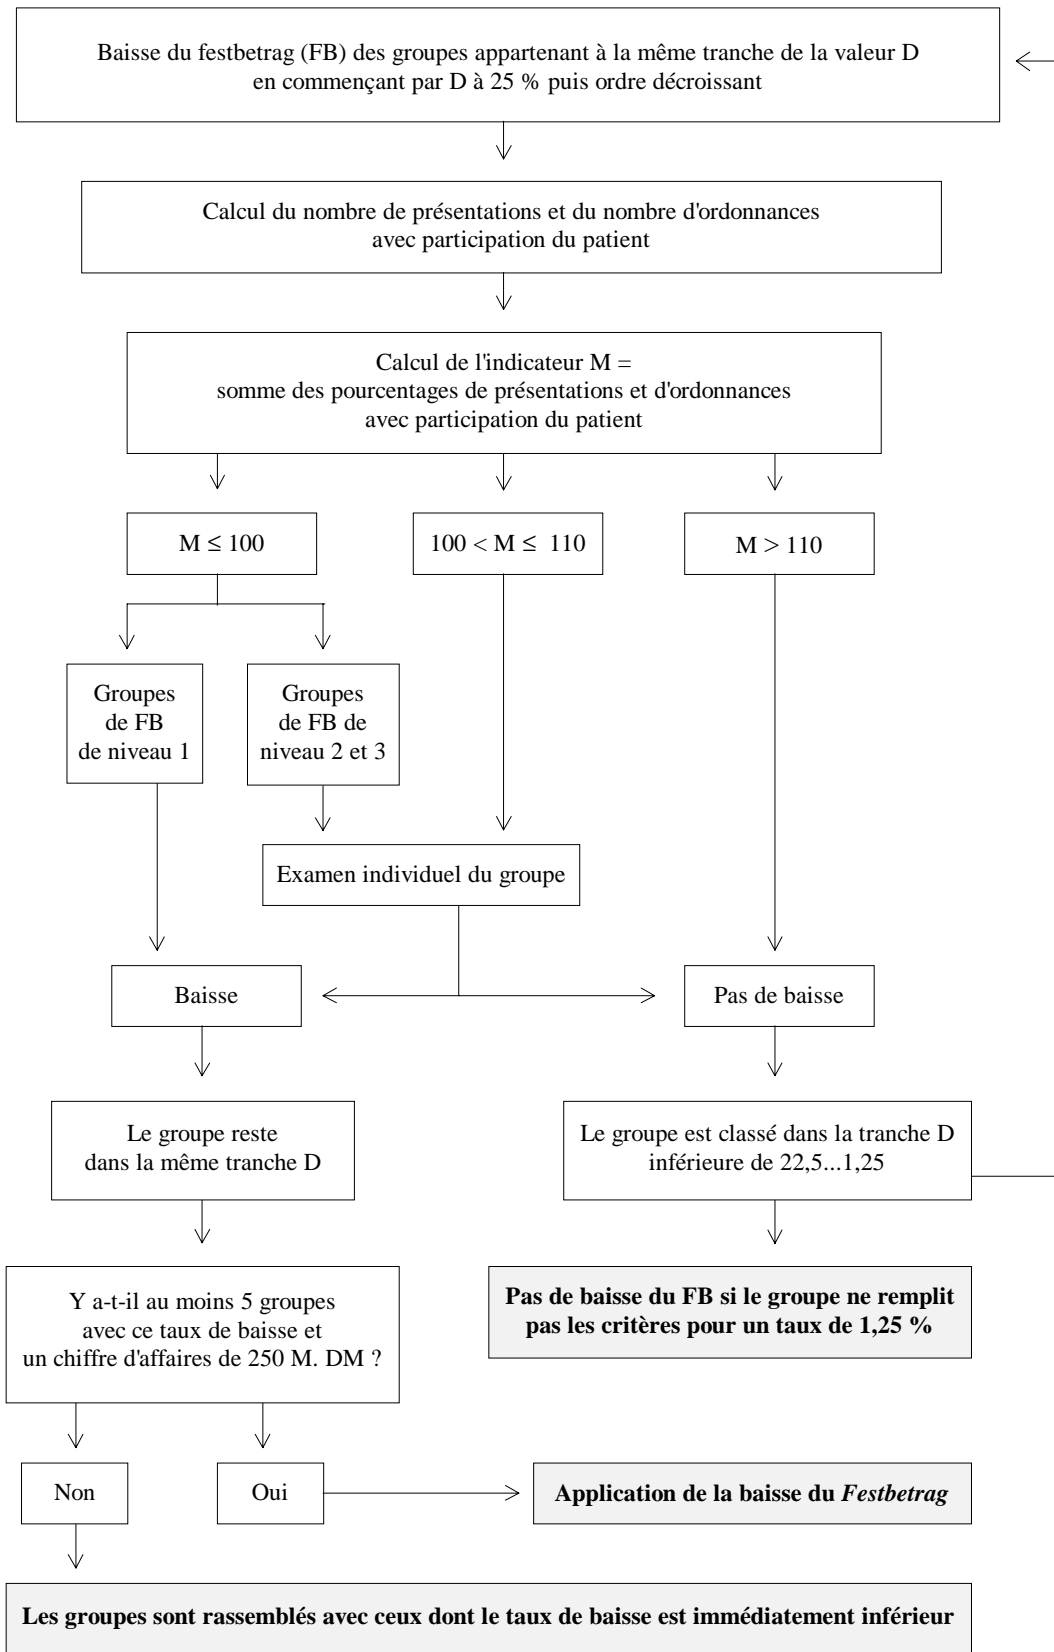 Baisse du festbetrag (FB) des groupes appartenant à la même tranche de la valeur D
en commençant par D à 25 % puis ordre décroissant
Calcul du nombre de présentations et du nombre d'ordonnances
avec participation du patient
Calcul de l'indicateur M =
somme des pourcentages de présentations et d'ordonnances
avec participation du patient
M ≤ 100
100 < M ≤ 110
M > 110
Groupes
de FB
de niveau 1
Groupes
de FB de
niveau 2 et 3
Examen individuel du groupe
Baisse
Pas de baisse
Le groupe reste
dans la même tranche D
Le groupe est classé dans la tranche D
inférieure de 22,5...1,25
Y a-t-il au moins 5 groupes
avec ce taux de baisse et
un chiffre d'affaires de 250 M. DM ?
Pas de baisse du FB si le groupe ne remplit
pas les critères pour un taux de 1,25 %
Non
Oui
Application de la baisse du Festbetrag
Les groupes sont rassemblés avec ceux dont le taux de baisse est immédiatement inférieur